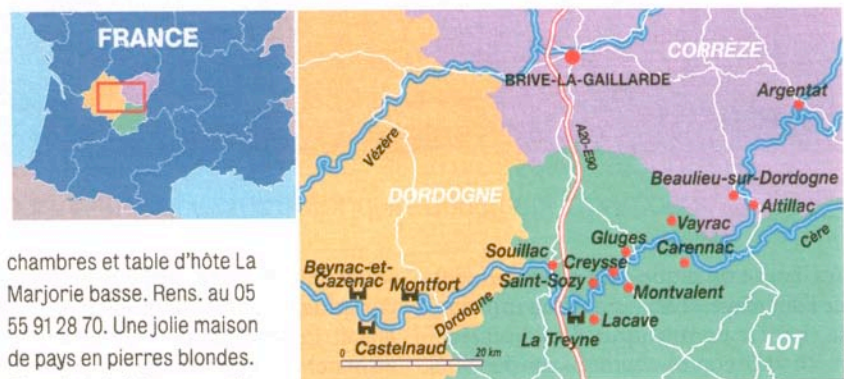 FRANCE
chambres et table d'hôte La
Marjorie basse. Rens. au 05
55 91 28 70. Une jolie maison
de pays en pierres blondes.
CORRÈZE
BRIVE-LA-GAILLARDE
Argentat
Vézère
A20-E90
DORDOGNE
Beaulieu-sur-Dordogne
Altillac
Vayrac
Cère
Gluges
Carennac
Souillac
Creysse
Beynac-et-
Cazenac
Montfort
Saint-Sozy
Montvalent
Dordogne
Lacave
La Treyne
LOT
Castelnaud
0 20 km